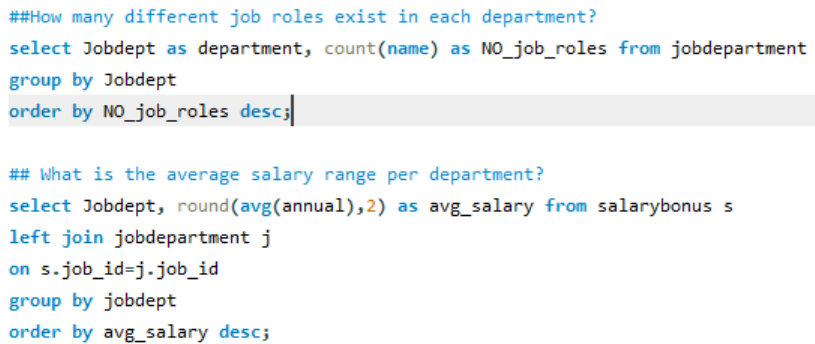 ##How many different job roles exist in each department?
select Jobdept as department, count(name) as NO_job_roles from jobdepartment
group by Jobdept
order by NO_job_roles desc;
## What is the average salary range per department?
select Jobdept, round(avg(annual),2) as avg_salary from salarybonus s
left join jobdepartment j
on s.job_id=j.job_id
group by jobdept
order by avg_salary desc;